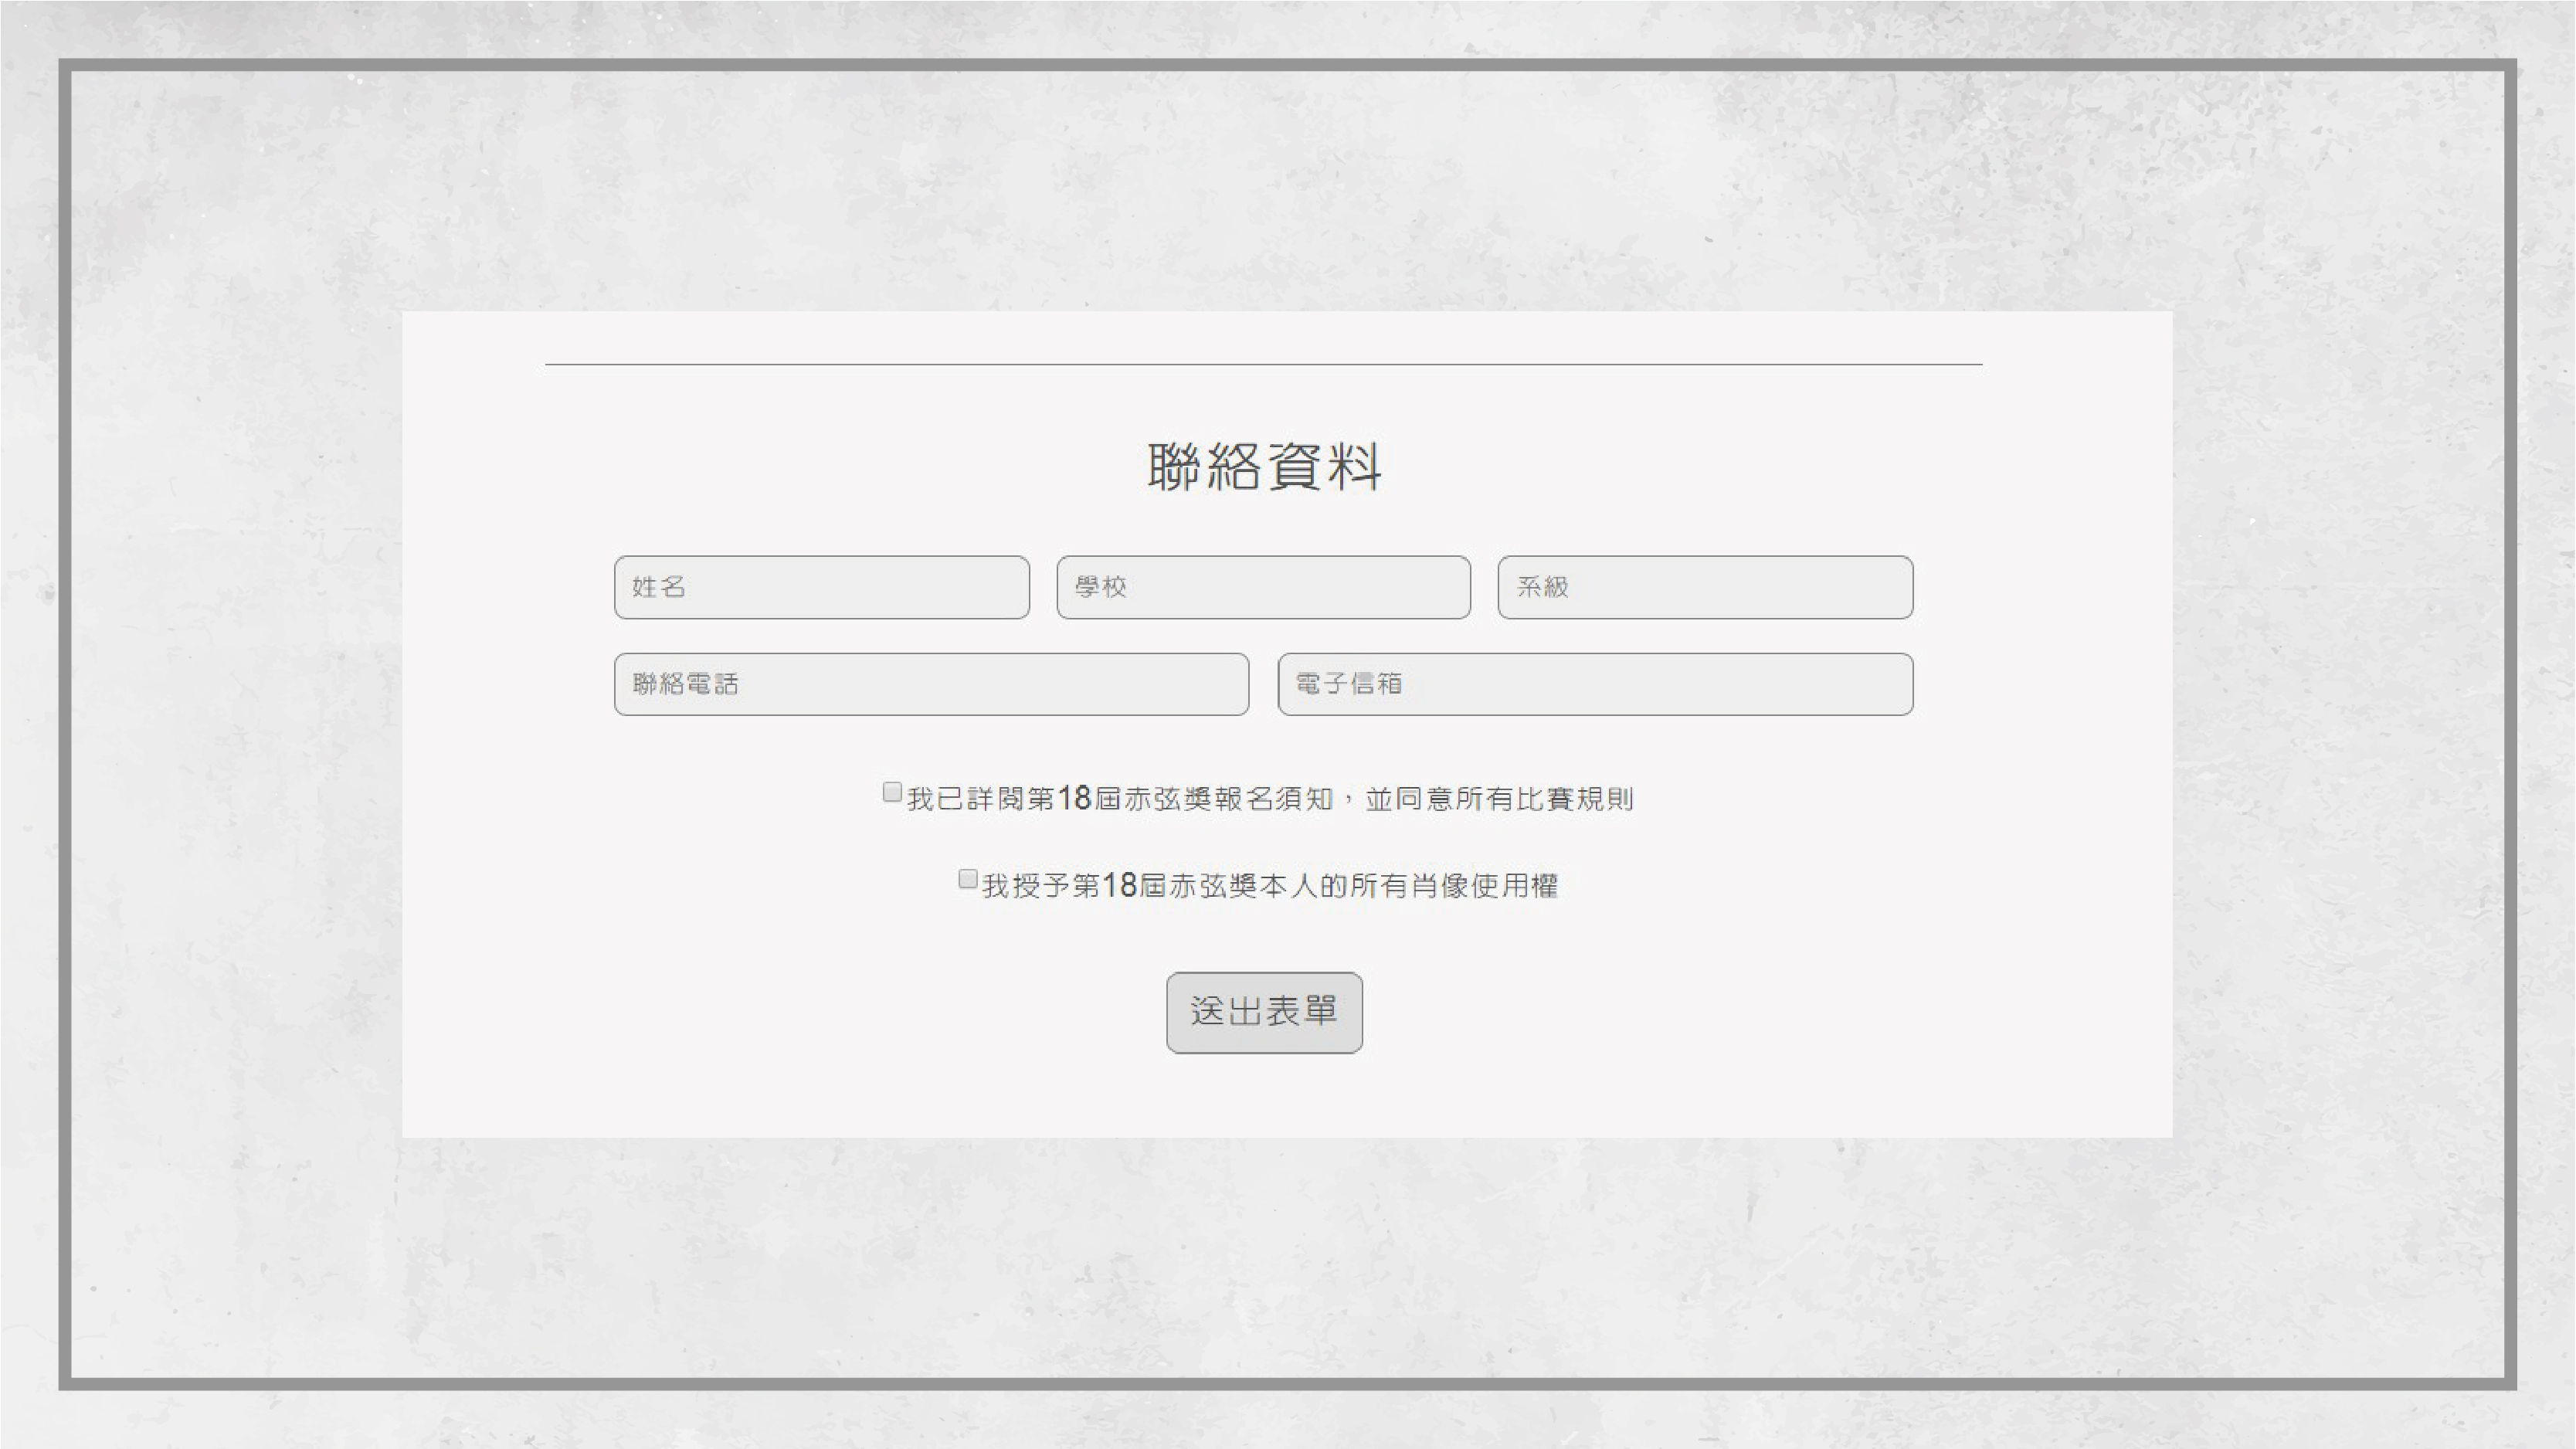 聯絡資料
姓名 學校 系級
聯絡電話 電子信箱
我已詳閱第18屆赤弦獎報名須知，並同意所有比賽規則
我授予第18屆赤弦獎本人的所有肖像使用權
送出表單